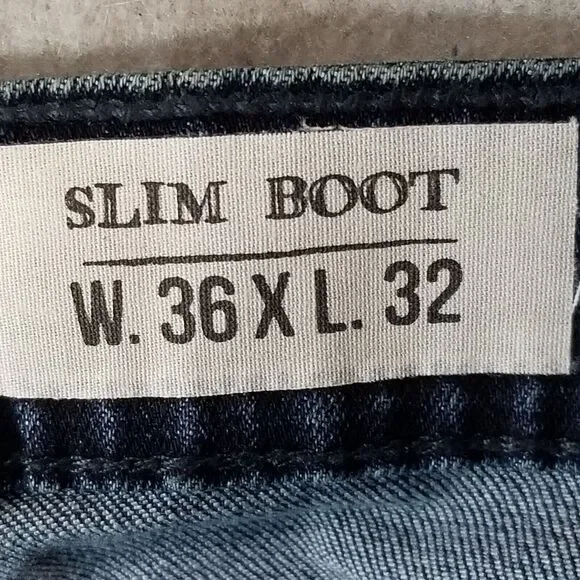 SLIM BOOT
W. 36 X L. 32